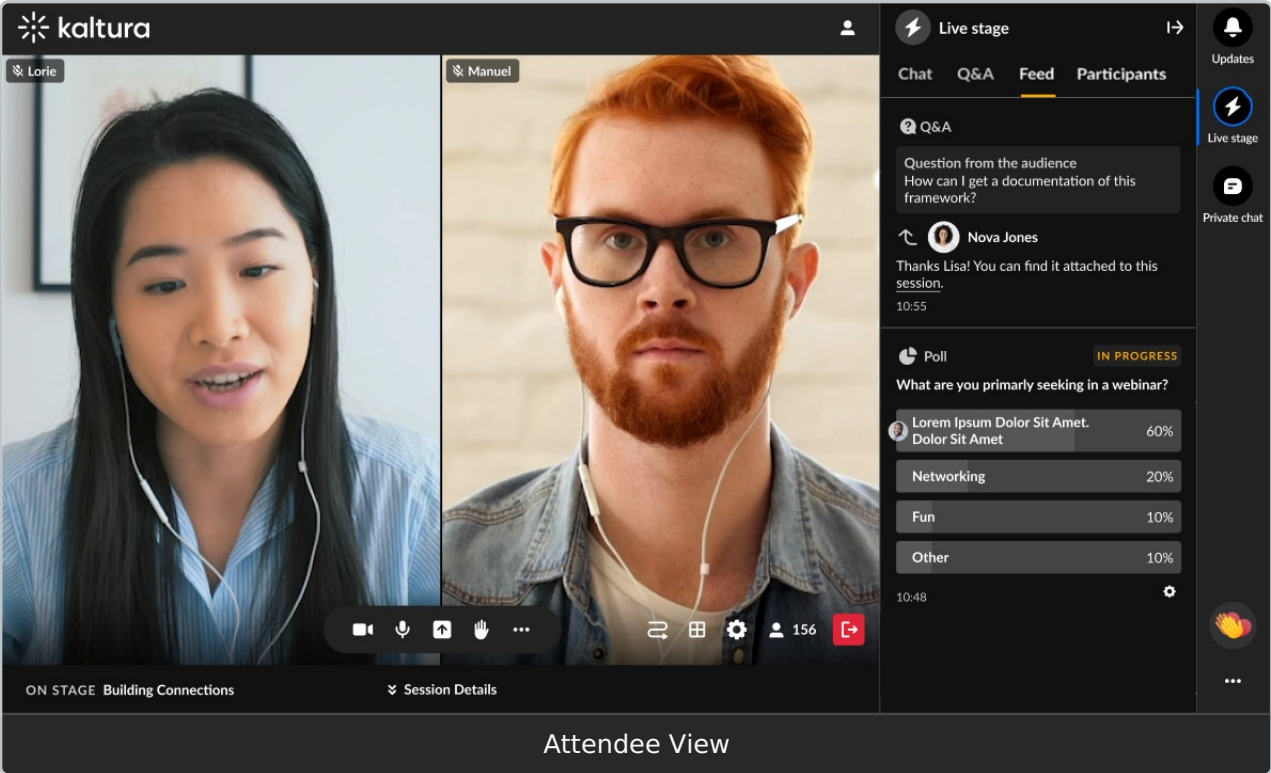 kaltura
Lorie
Manuel
ON STAGE Building Connections
Session Details
156
Live stage
Chat
Q&A
Feed
Participants
Q&A
Question from the audience
How can I get a documentation of this
framework?
Nova Jones
Thanks Lisa! You can find it attached to this
session.
10:55
Poll
IN PROGRESS
What are you primarly seeking in a webinar?
Lorem Ipsum Dolor Sit Amet.
Dolor Sit Amet
60%
Networking
20%
Fun
10%
Other
10%
10:48
Updates
Live stage
Private chat
Attendee View